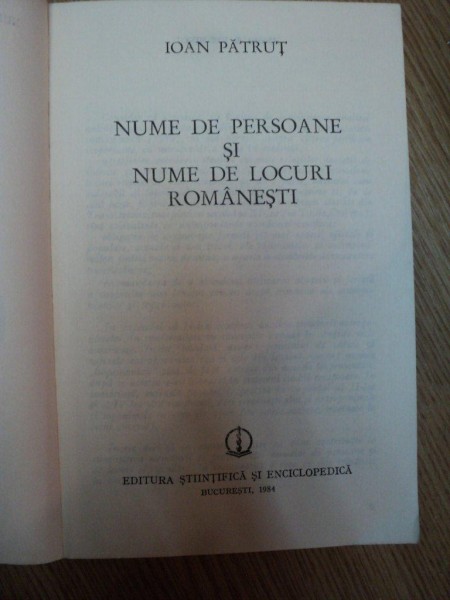 IOAN PĂTRUŢ
NUME DE PERSOANE
ŞI
NUME DE LOCURI
ROMÂNEŞTI
EDITURA ŞTIINŢIFICĂ ŞI ENCICLOPEDICĂ
BUCUREŞTI, 1984